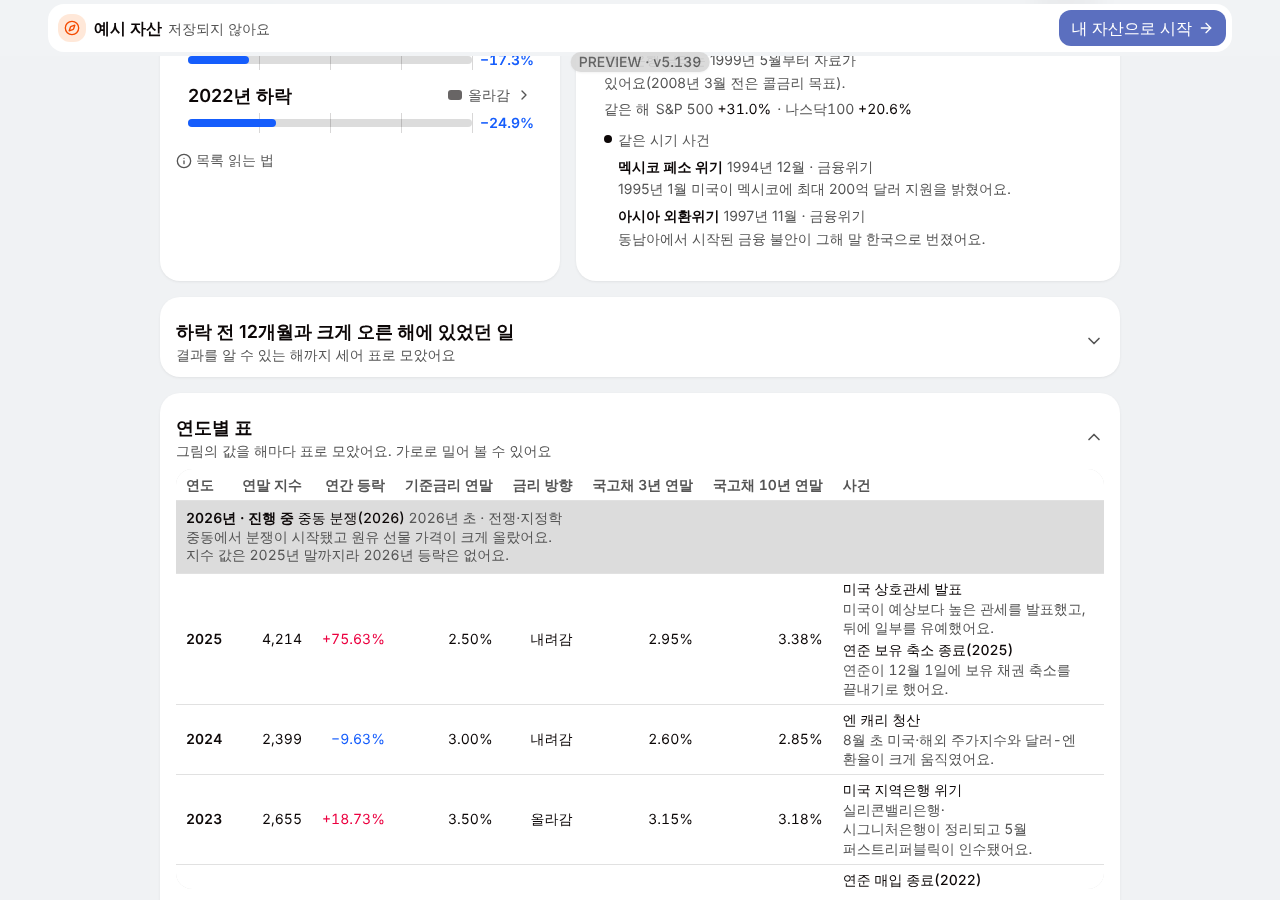 예시 자산 저장되지 않아요
내 자산으로 시작 →
−17.3%
2022년 하락
올라감
−24.9%
목록 읽는 법
PREVIEW · v5.139
1999년 5월부터 자료가
있어요(2008년 3월 전은 콜금리 목표).
같은 해 S&P 500 +31.0% · 나스닥100 +20.6%
같은 시기 사건
멕시코 페소 위기 1994년 12월 · 금융위기
1995년 1월 미국이 멕시코에 최대 200억 달러 지원을 밝혔어요.
아시아 외환위기 1997년 11월 · 금융위기
동남아에서 시작된 금융 불안이 그해 말 한국으로 번졌어요.
하락 전 12개월과 크게 오른 해에 있었던 일
결과를 알 수 있는 해까지 세어 표로 모았어요
연도별 표
그림의 값을 해마다 표로 모았어요. 가로로 밀어 볼 수 있어요
연도 연말 지수 연간 등락 기준금리 연말 금리 방향 국고채 3년 연말 국고채 10년 연말 사건
2026년 · 진행 중 중동 분쟁(2026) 2026년 초 · 전쟁·지정학
중동에서 분쟁이 시작됐고 원유 선물 가격이 크게 올랐어요.
지수 값은 2025년 말까지라 2026년 등락은 없어요.
2025 4,214 +75.63% 2.50% 내려감 2.95% 3.38%
미국 상호관세 발표
미국이 예상보다 높은 관세를 발표했고,
뒤에 일부를 유예했어요.
연준 보유 축소 종료(2025)
연준이 12월 1일에 보유 채권 축소를
끝내기로 했어요.
2024 2,399 −9.63% 3.00% 내려감 2.60% 2.85%
엔 캐리 청산
8월 초 미국·해외 주가지수와 달러-엔
환율이 크게 움직였어요.
2023 2,655 +18.73% 3.50% 올라감 3.15% 3.18%
미국 지역은행 위기
실리콘밸리은행·
시그니처은행이 정리되고 5월
퍼스트리퍼블릭이 인수됐어요.
연준 매입 종료(2022)